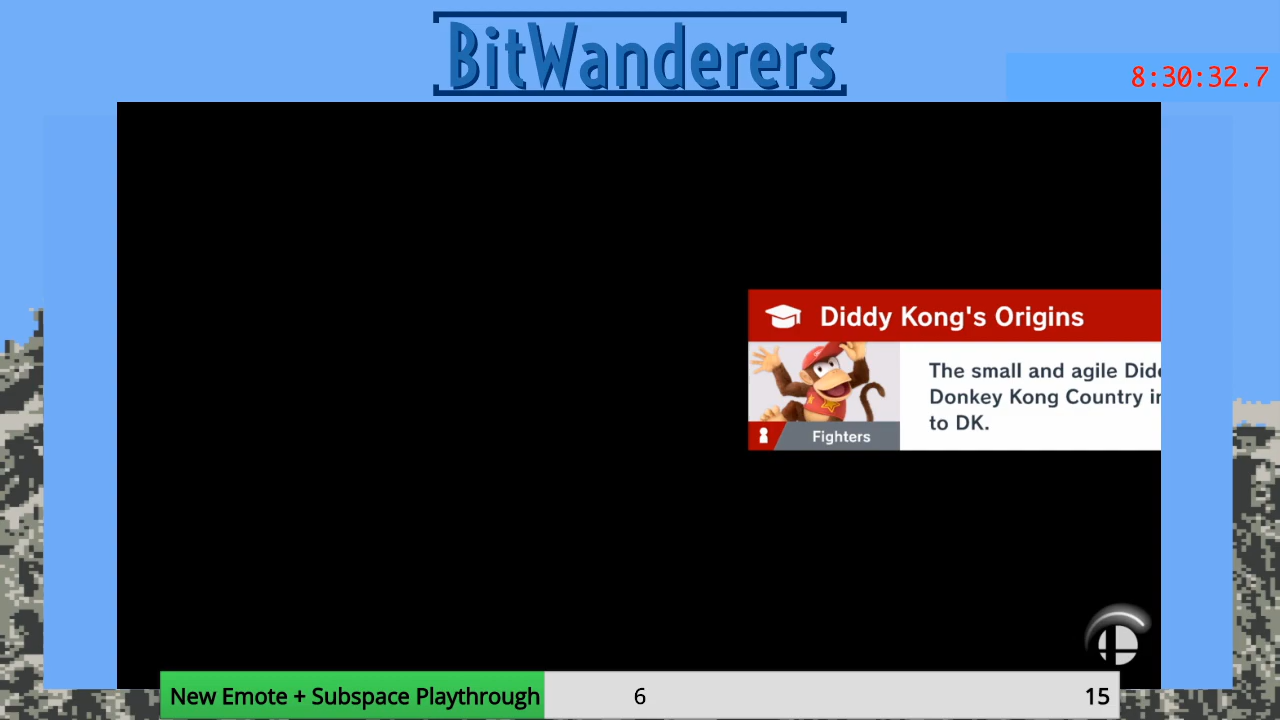 BitWanderers
8:30:32.7
Diddy Kong's Origins
The small and agile
Donkey Kong Country
to DK.
Fighters
New Emote + Subspace Playthrough
6
15